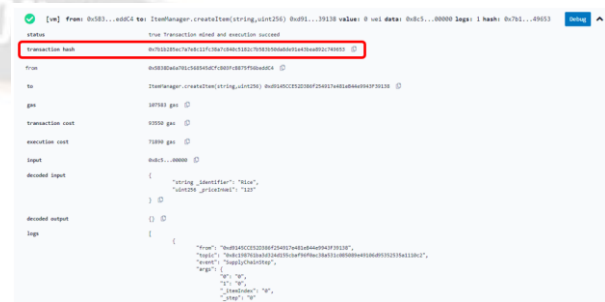 [vm] from: 0x583...eddC4 to: ItemManager.createItem(string,uint256) 0xd91...39138 value: 0 wei data: 0x8c5...00000 logs: 1 hash: 0x7b1...49653
Debug
status true Transaction mined and execution succeed
transaction hash
from
to ItemManager.createItem(string,uint256)
gas 107583 gas
transaction cost 93550 gas
execution cost 71890 gas
input 0x8c5...00000
decoded input {
"string _identifier": "Rice",
"uint256 _priceInWei": "123"
}
decoded output {}
logs [
{
"from":
"topic":
"event": "SupplyChainStep",
"args": {
"0": "0",
"1": "0",
"_itemIndex": "0",
"_step": "0"